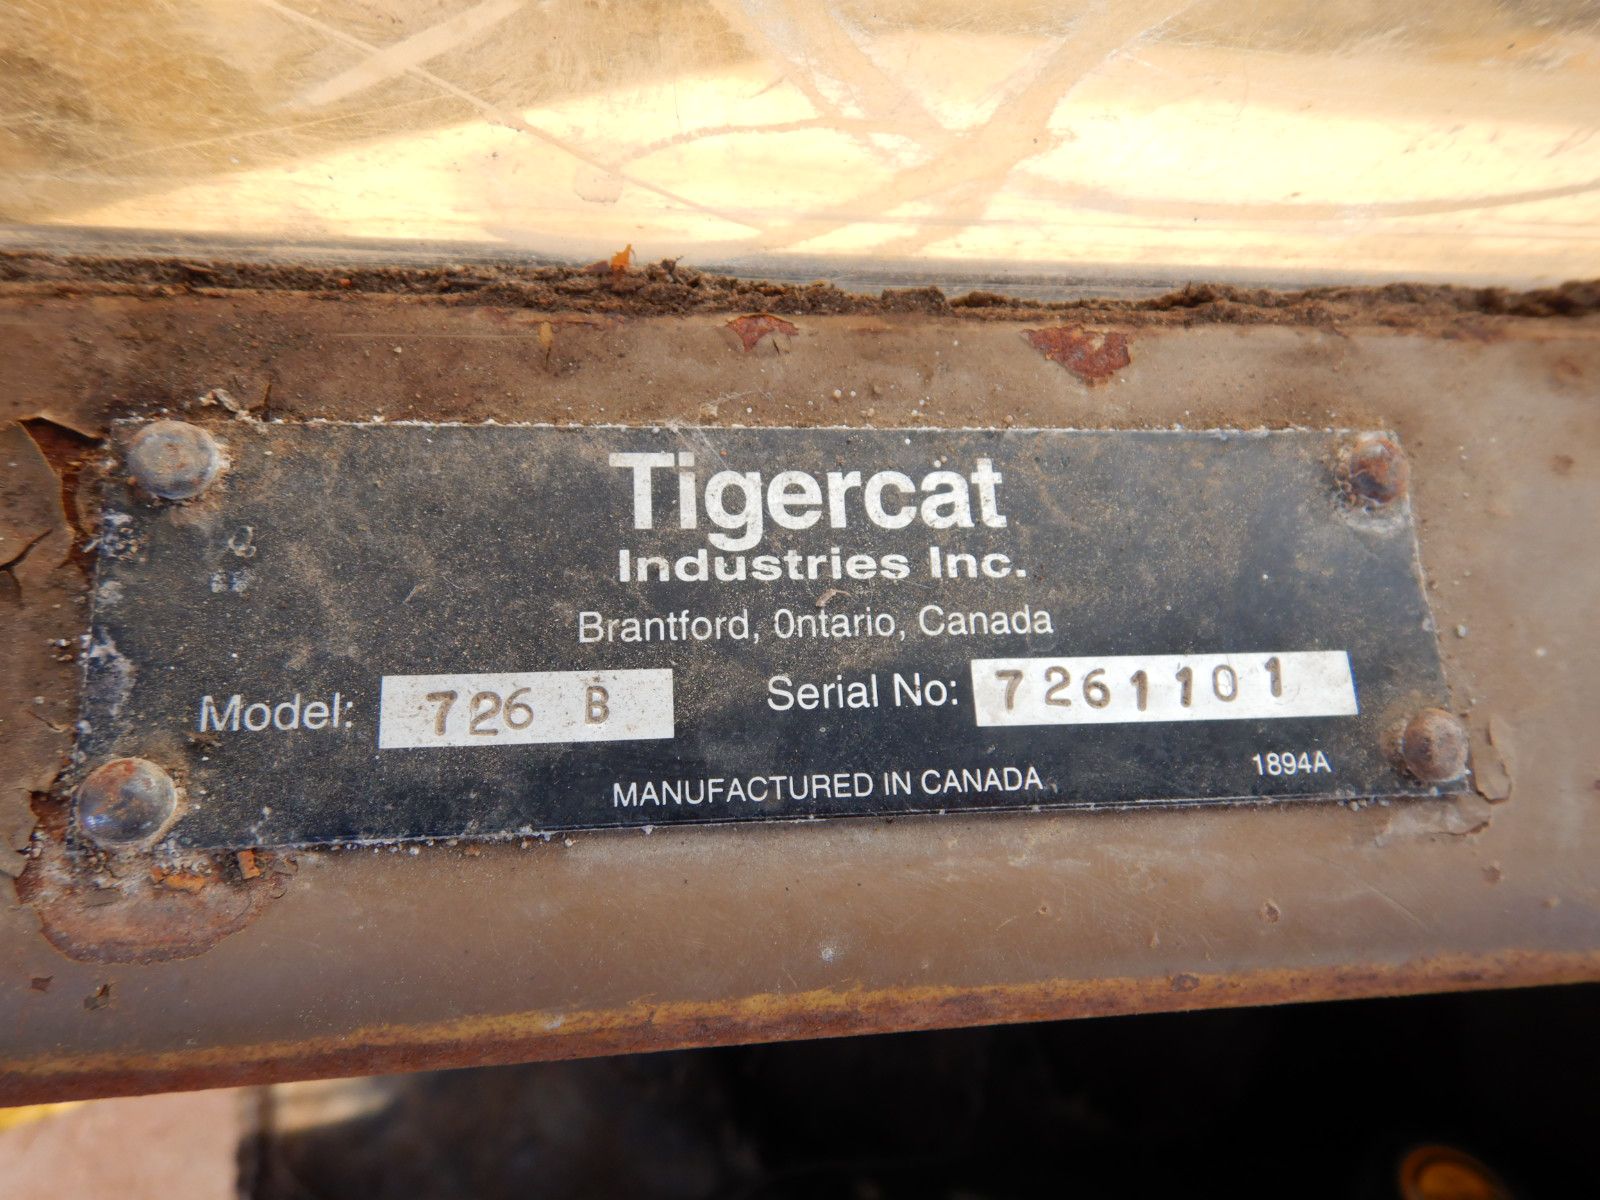 Tigercat
Industries Inc.
Brantford, Ontario, Canada
Model: 726 B Serial No: 7261101
MANUFACTURED IN CANADA 1894A